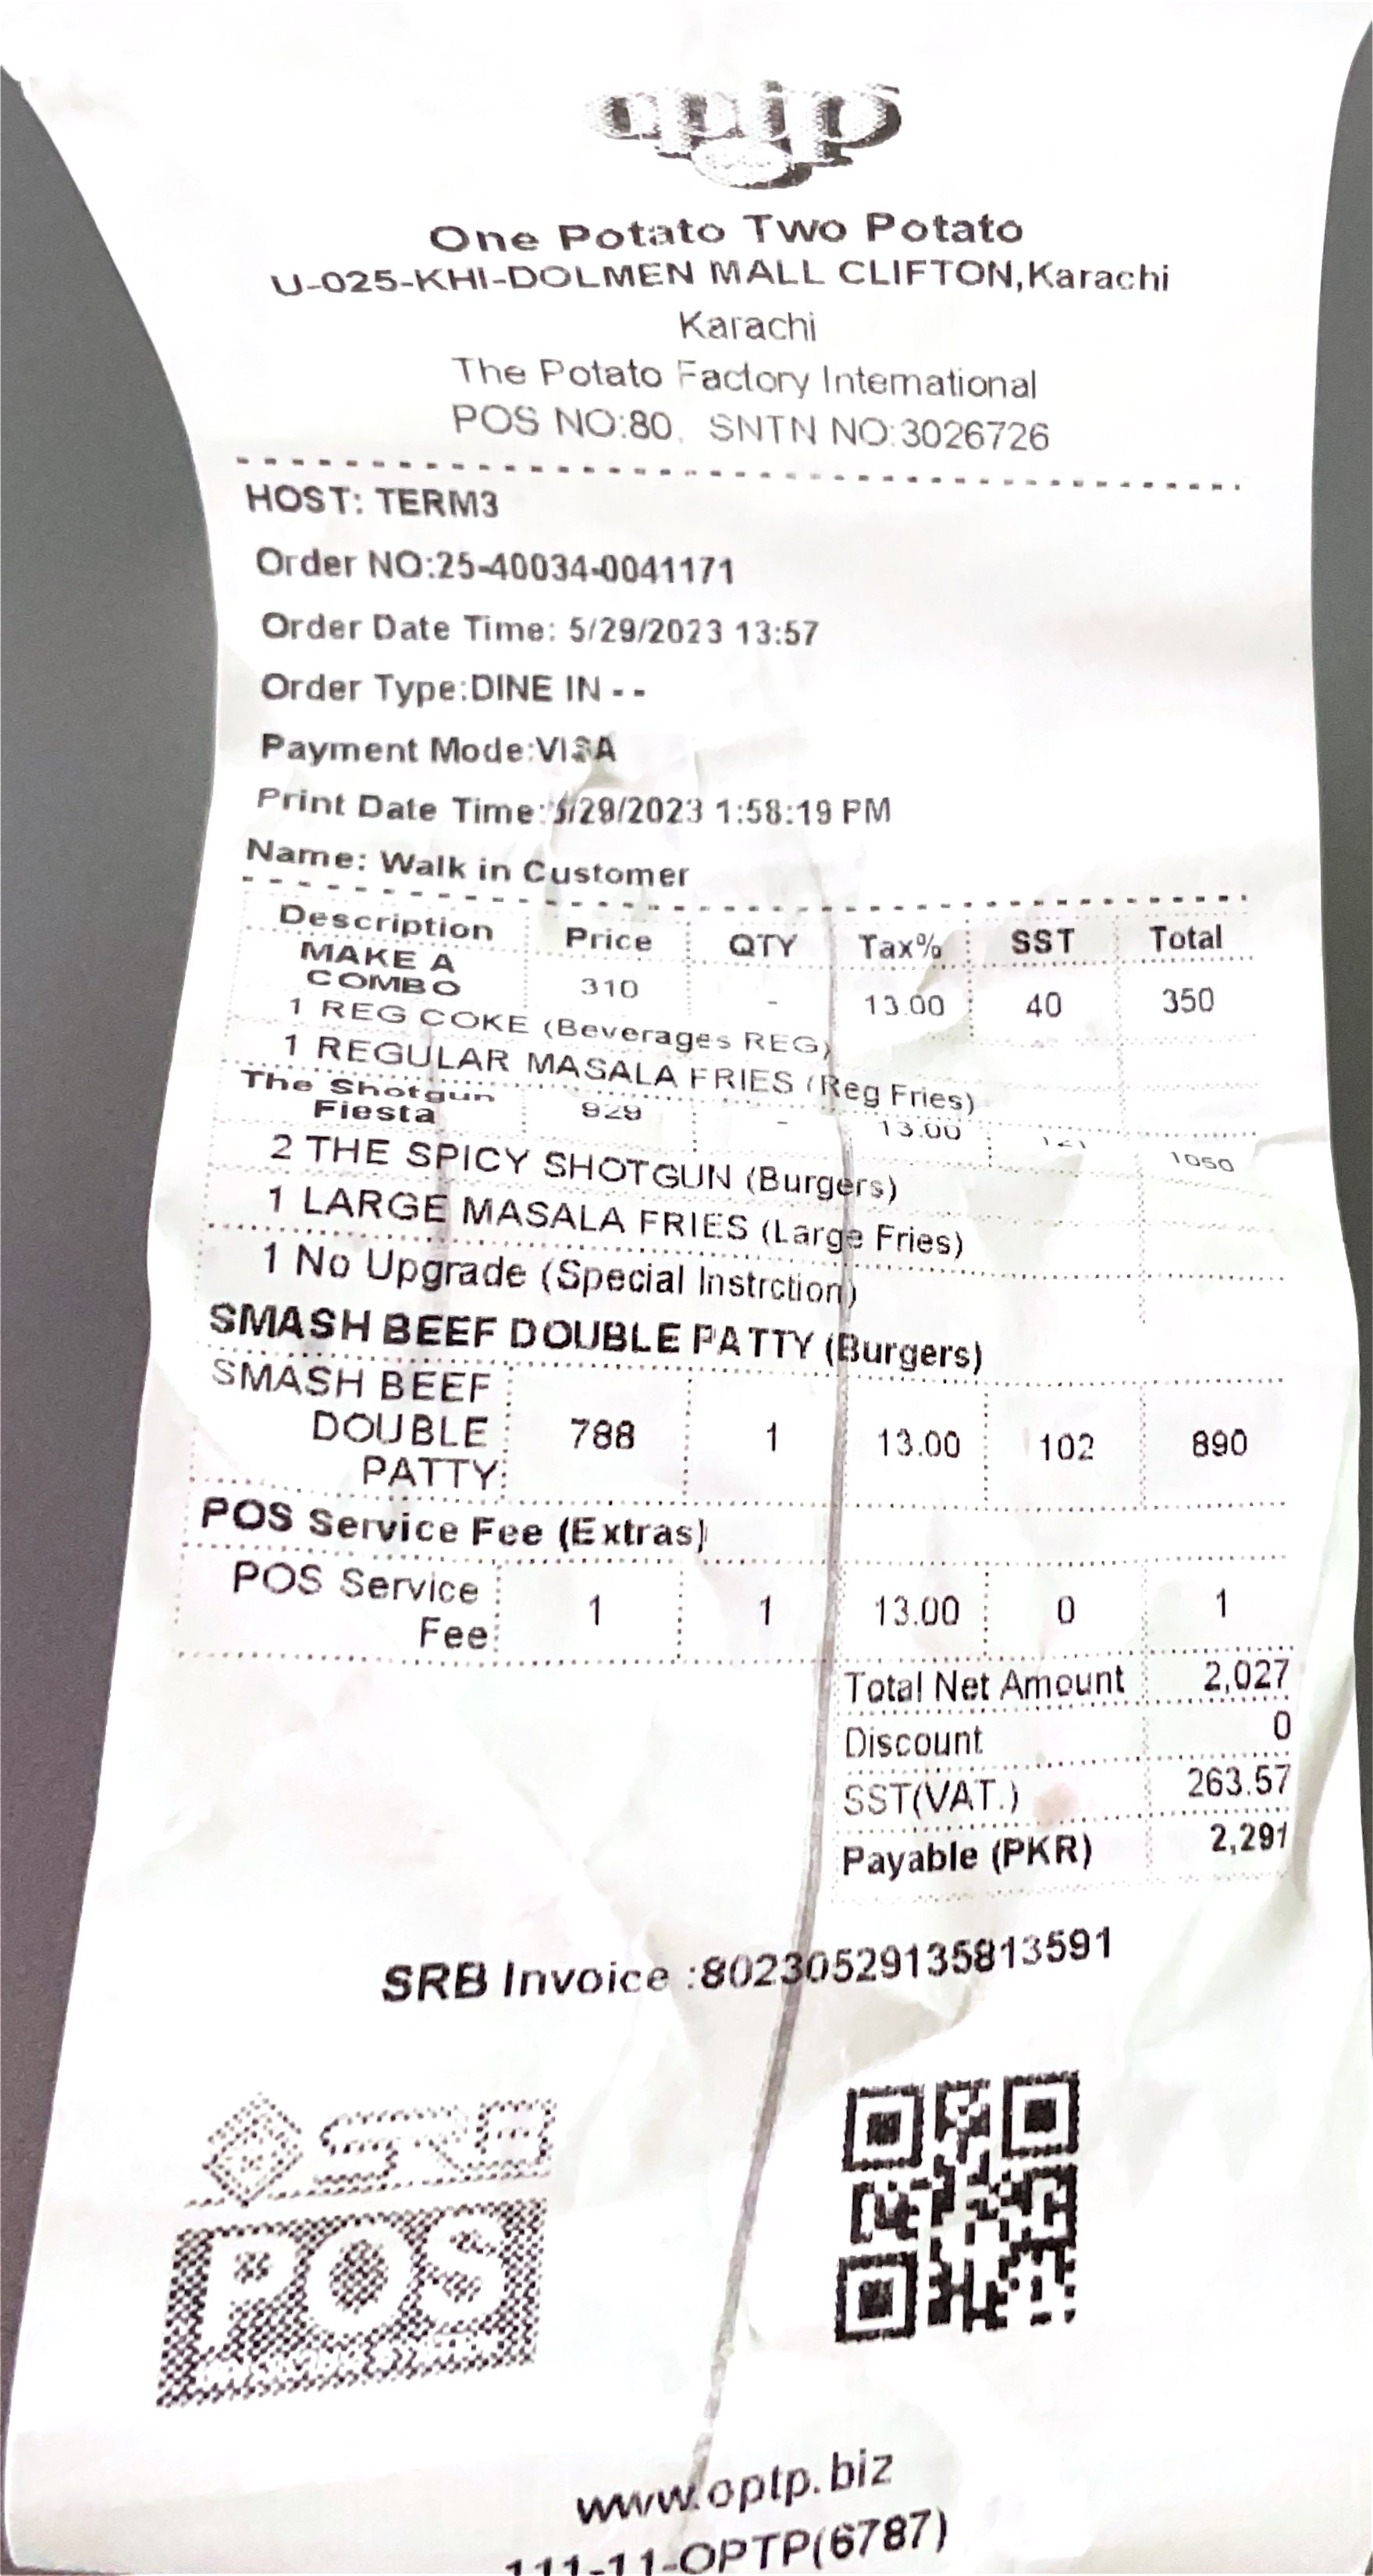 optp
One Potato Two Potato
U-025-KHI-DOLMEN MALL CLIFTON,Karachi
Karachi
The Potato Factory International
POS NO:80, SNTN NO:3026726
HOST: TERM3
Order NO:25-40034-0041171
Order Date Time: 5/29/2023 13:57
Order Type:DINE IN - -
Payment Mode:VISA
Print Date Time:5/29/2023 1:58:19 PM
Name: Walk in Customer
Description Price QTY Tax% SST Total
MAKE A
COMBO 310 - 13.00 40 350
1 REG COKE (Beverages REG)
1 REGULAR MASALA FRIES (Reg Fries)
The Shotgun
Fiesta 929 - 13.00 121 1050
2 THE SPICY SHOTGUN (Burgers)
1 LARGE MASALA FRIES (Large Fries)
1 No Upgrade (Special Instrction)
SMASH BEEF DOUBLE PATTY (Burgers)
SMASH BEEF
DOUBLE 788 1 13.00 102 890
PATTY
POS Service Fee (Extras)
POS Service
Fee 1 1 13.00 0 1
Total Net Amount 2,027
Discount 0
SST(VAT.) 263.57
Payable (PKR) 2,291
SRB Invoice :80230529135813591
SRB
POS
www.optp.biz
111-11-OPTP(6787)